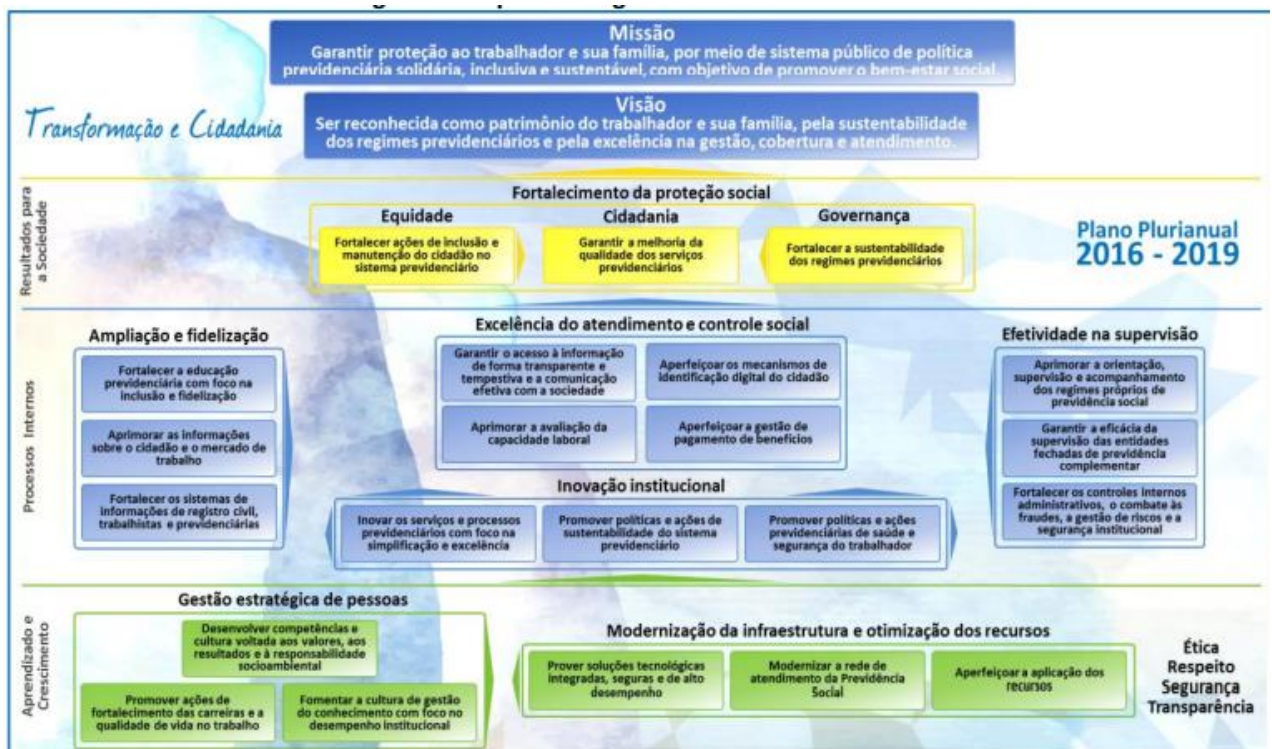 Missão
Garantir proteção ao trabalhador e sua família, por meio de sistema público de política
previdenciária solidária, inclusiva e sustentável, com objetivo de promover o bem-estar social.
Transformação e Cidadania
Visão
Ser reconhecida como patrimônio do trabalhador e sua família, pela sustentabilidade
dos regimes previdenciários e pela excelência na gestão, cobertura e atendimento.
Resultados para
a Sociedade
Fortalecimento da proteção social
Equidade
Fortalecer ações de inclusão e
manutenção do cidadão no
sistema previdenciário
Cidadania
Garantir a melhoria da
qualidade dos serviços
previdenciários
Governança
Fortalecer a sustentabilidade
dos regimes previdenciários
Plano Plurianual
2016 - 2019
Processos Internos
Ampliação e fidelização
Fortalecer a educação
previdenciária com foco na
inclusão e fidelização
Aprimorar as informações
sobre o cidadão e o mercado de
trabalho
Fortalecer os sistemas de
informações de registro civil,
trabalhistas e previdenciárias
Excelência do atendimento e controle social
Garantir o acesso à informação
de forma transparente e
tempestiva e a comunicação
efetiva com a sociedade
Aperfeiçoar os mecanismos de
identificação digital do cidadão
Aprimorar a avaliação da
capacidade laboral
Aperfeiçoar a gestão de
pagamento de benefícios
Inovação institucional
Inovar os serviços e processos
previdenciários com foco na
simplificação e excelência
Promover políticas e ações de
sustentabilidade do sistema
previdenciário
Promover políticas e ações
previdenciárias de saúde e
segurança do trabalhador
Efetividade na supervisão
Aprimorar a orientação,
supervisão e acompanhamento
dos regimes próprios de
previdência social
Garantir a eficácia da
supervisão das entidades
fechadas de previdência
complementar
Fortalecer os controles internos
administrativos, o combate às
fraudes, a gestão de riscos e a
segurança institucional
Aprendizado e
Crescimento
Gestão estratégica de pessoas
Desenvolver competências e
cultura voltada aos valores, aos
resultados e à responsabilidade
socioambiental
Promover ações de
fortalecimento das carreiras e a
qualidade de vida no trabalho
Fomentar a cultura de gestão
do conhecimento com foco no
desempenho institucional
Modernização da infraestrutura e otimização dos recursos
Prover soluções tecnológicas
integradas, seguras e de alto
desempenho
Modernizar a rede de
atendimento da Previdência
Social
Aperfeiçoar a aplicação dos
recursos
Ética
Respeito
Segurança
Transparência